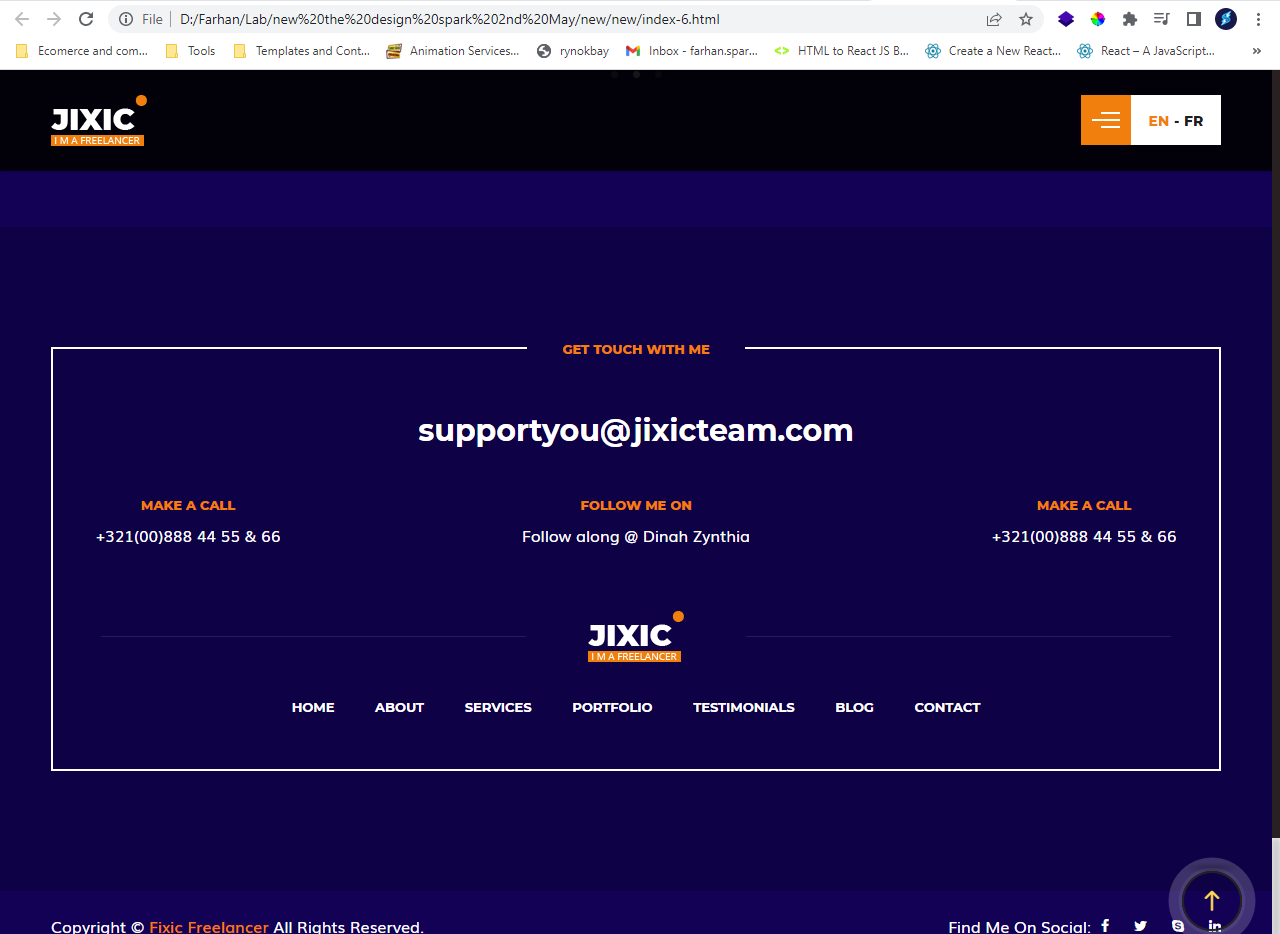 File D:/Farhan/Lab/new%20the%20design%20spark%202nd%20May/new/new/index-6.html
Ecomerce and com... Tools Templates and Cont... Animation Services... rynokbay Inbox - farhan.spar... HTML to React JS B... Create a New React... React – A JavaScript... »
JIXIC
I M A FREELANCER
EN - FR
GET TOUCH WITH ME
supportyou@jixicteam.com
MAKE A CALL FOLLOW ME ON MAKE A CALL
+321(00)888 44 55 & 66 Follow along @ Dinah Zynthia +321(00)888 44 55 & 66
JIXIC
I M A FREELANCER
HOME ABOUT SERVICES PORTFOLIO TESTIMONIALS BLOG CONTACT
Copyright © Fixic Freelancer All Rights Reserved. Find Me On Social: